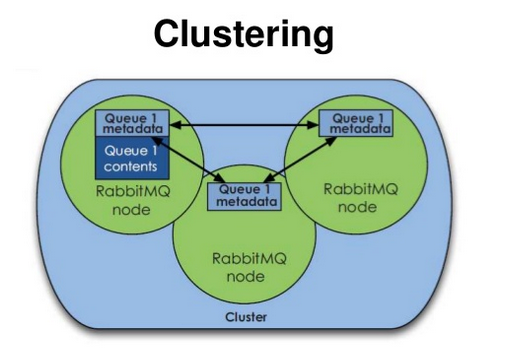 Clustering
Queue 1
metadata
Queue 1
contents
RabbitMQ
node
Queue 1
metadata
RabbitMQ
node
Queue 1
metadata
RabbitMQ
node
Cluster